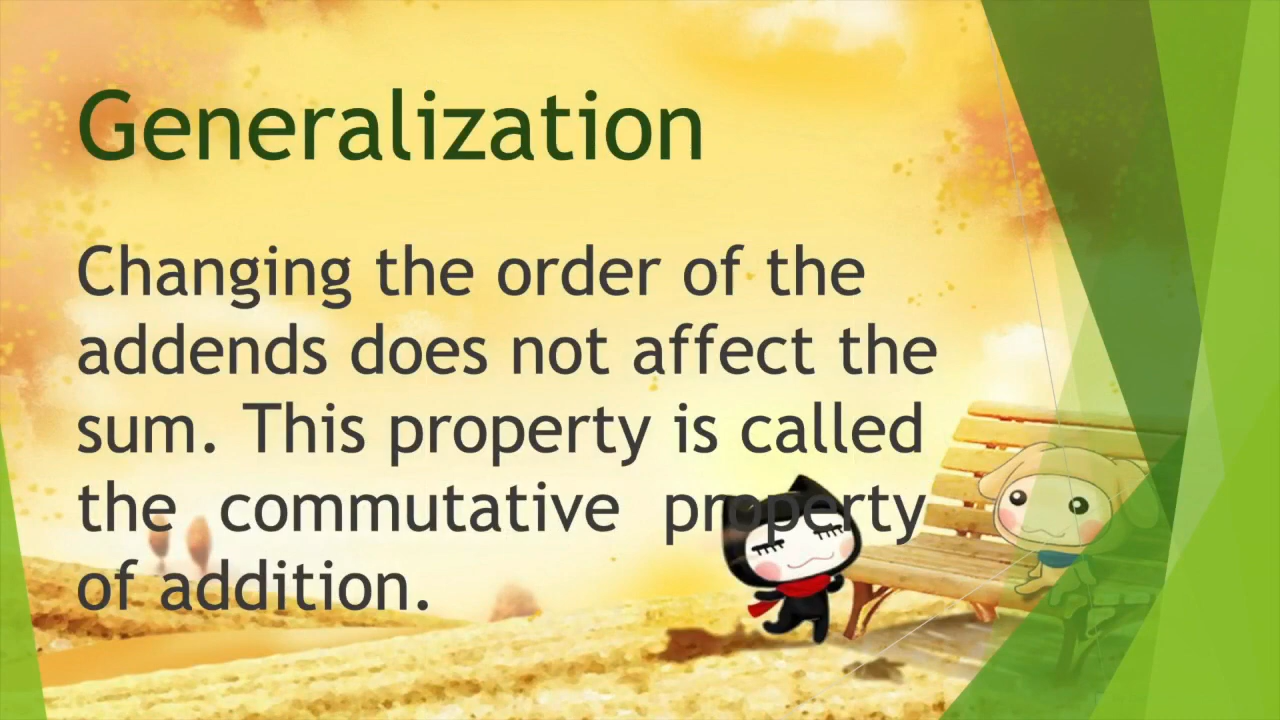 Generalization
Changing the order of the
addends does not affect the
sum. This property is called
the commutative property
of addition.